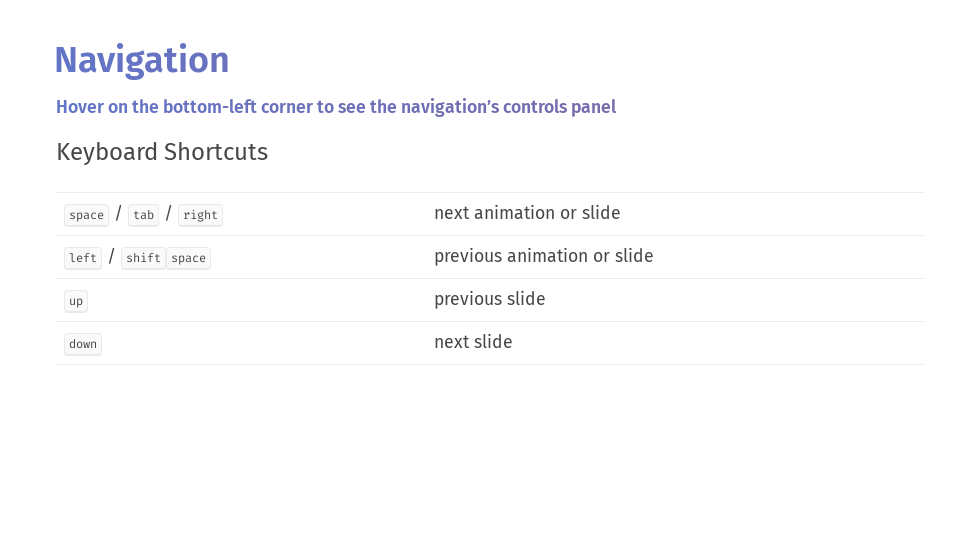 Navigation
Hover on the bottom-left corner to see the navigation’s controls panel
Keyboard Shortcuts
space / tab / right next animation or slide
left / shift space previous animation or slide
up previous slide
down next slide